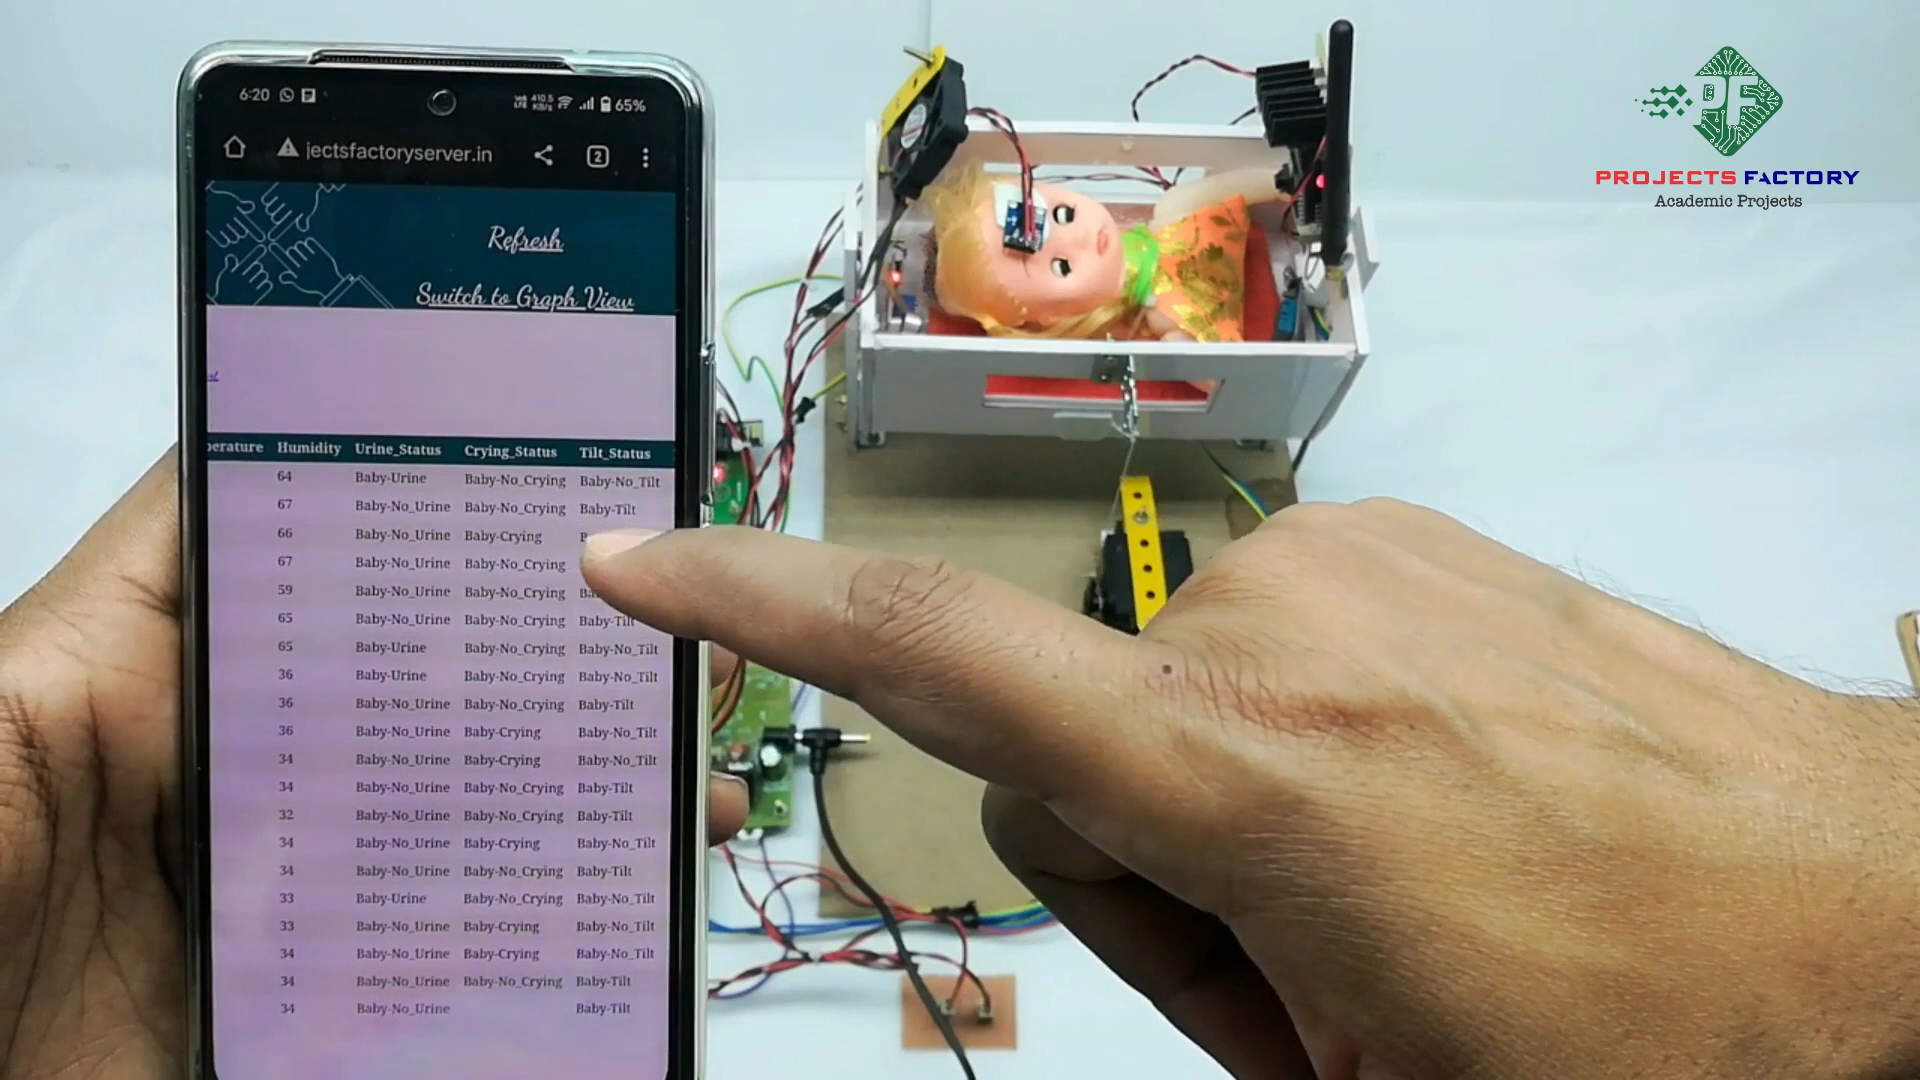 6:20 65%
jectsfactoryserver.in 2
Refresh
Switch to Graph View
perature Humidity Urine_Status Crying_Status Tilt_Status
64 Baby-Urine Baby-No_Crying Baby-No_Tilt
67 Baby-No_Urine Baby-No_Crying Baby-Tilt
66 Baby-No_Urine Baby-Crying
67 Baby-No_Urine Baby-No_Crying
59 Baby-No_Urine Baby-No_Crying
65 Baby-No_Urine Baby-No_Crying Baby-Tilt
65 Baby-Urine Baby-No_Crying Baby-No_Tilt
36 Baby-Urine Baby-No_Crying Baby-No_Tilt
36 Baby-No_Urine Baby-No_Crying Baby-Tilt
36 Baby-No_Urine Baby-Crying Baby-No_Tilt
34 Baby-No_Urine Baby-Crying Baby-No_Tilt
34 Baby-No_Urine Baby-No_Crying Baby-Tilt
32 Baby-No_Urine Baby-No_Crying Baby-Tilt
34 Baby-No_Urine Baby-Crying Baby-No_Tilt
34 Baby-No_Urine Baby-No_Crying Baby-Tilt
33 Baby-Urine Baby-No_Crying Baby-No_Tilt
33 Baby-No_Urine Baby-Crying Baby-No_Tilt
34 Baby-No_Urine Baby-Crying Baby-No_Tilt
34 Baby-No_Urine Baby-No_Crying Baby-Tilt
34 Baby-No_Urine Baby-Tilt
PF
PROJECTS FACTORY
Academic Projects